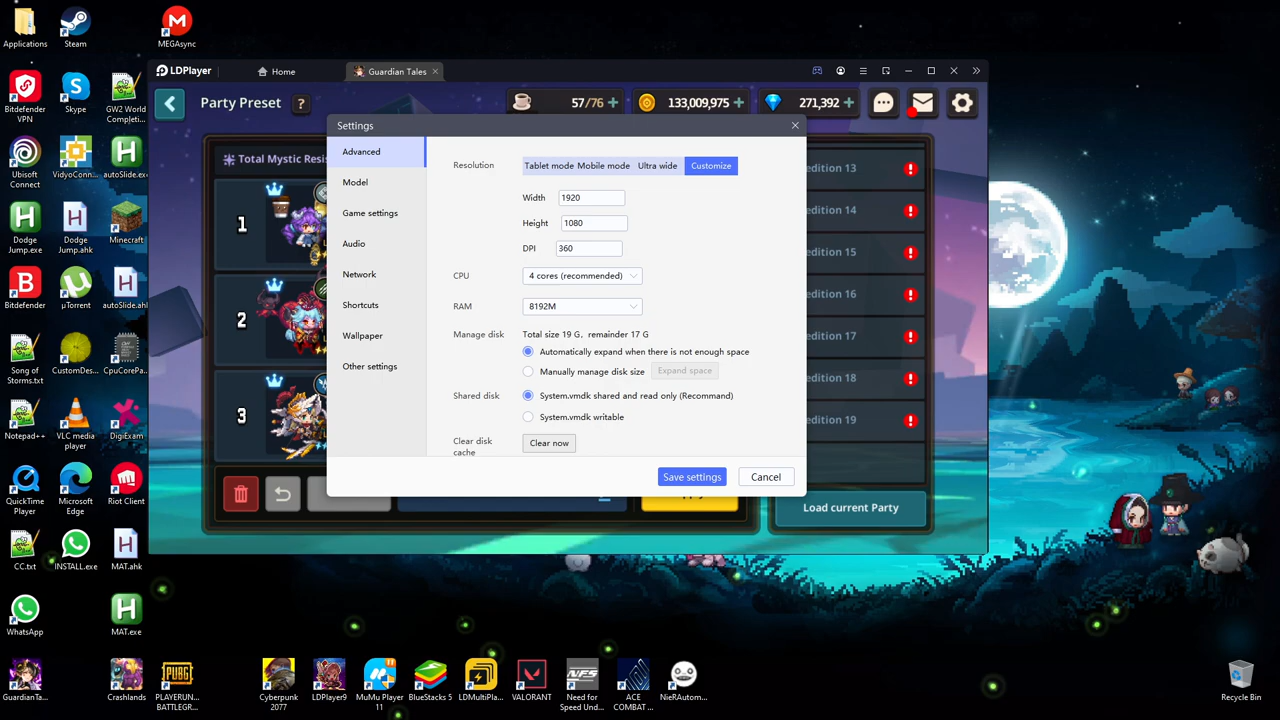 Applications
Steam
MEGAsync
Bitdefender
VPN
Skype
GW2 World
Completi...
Ubisoft
Connect
VidyoConn...
autoSlide.exe
Dodge
Jump.exe
Dodge
Jump.ahk
Minecraft
Bitdefender
µTorrent
autoSlide.ahl
Song of
Storms.txt
CustomDes...
CpuCorePa...
Notepad++
VLC media
player
DigiExam
QuickTime
Player
Microsoft
Edge
Riot Client
CC.txt
INSTALL.exe
MAT.ahk
WhatsApp
MAT.exe
GuardianTa...
Crashlands
PLAYERUN...
BATTLEGR...
Cyberpunk
2077
LDPlayer9
MuMu Player
11
BlueStacks 5
LDMultiPla...
VALORANT
Need for
Speed Und...
ACE
COMBAT ...
NieRAutom...
Recycle Bin
LDPlayer
Home
Guardian Tales
Party Preset
?
57/76
133,009,975
271,392
Total Mystic Resis
1
2
3
edition 13
edition 14
edition 15
edition 16
edition 17
edition 18
edition 19
Load current Party
Settings
Advanced
Model
Game settings
Audio
Network
Shortcuts
Wallpaper
Other settings
Resolution
Tablet mode Mobile mode Ultra wide Customize
Width 1920
Height 1080
DPI 360
CPU 4 cores (recommended)
RAM 8192M
Manage disk Total size 19 G, remainder 17 G
Automatically expand when there is not enough space
Manually manage disk size Expand space
Shared disk System.vmdk shared and read only (Recommand)
System.vmdk writable
Clear disk
cache
Clear now
Save settings Cancel